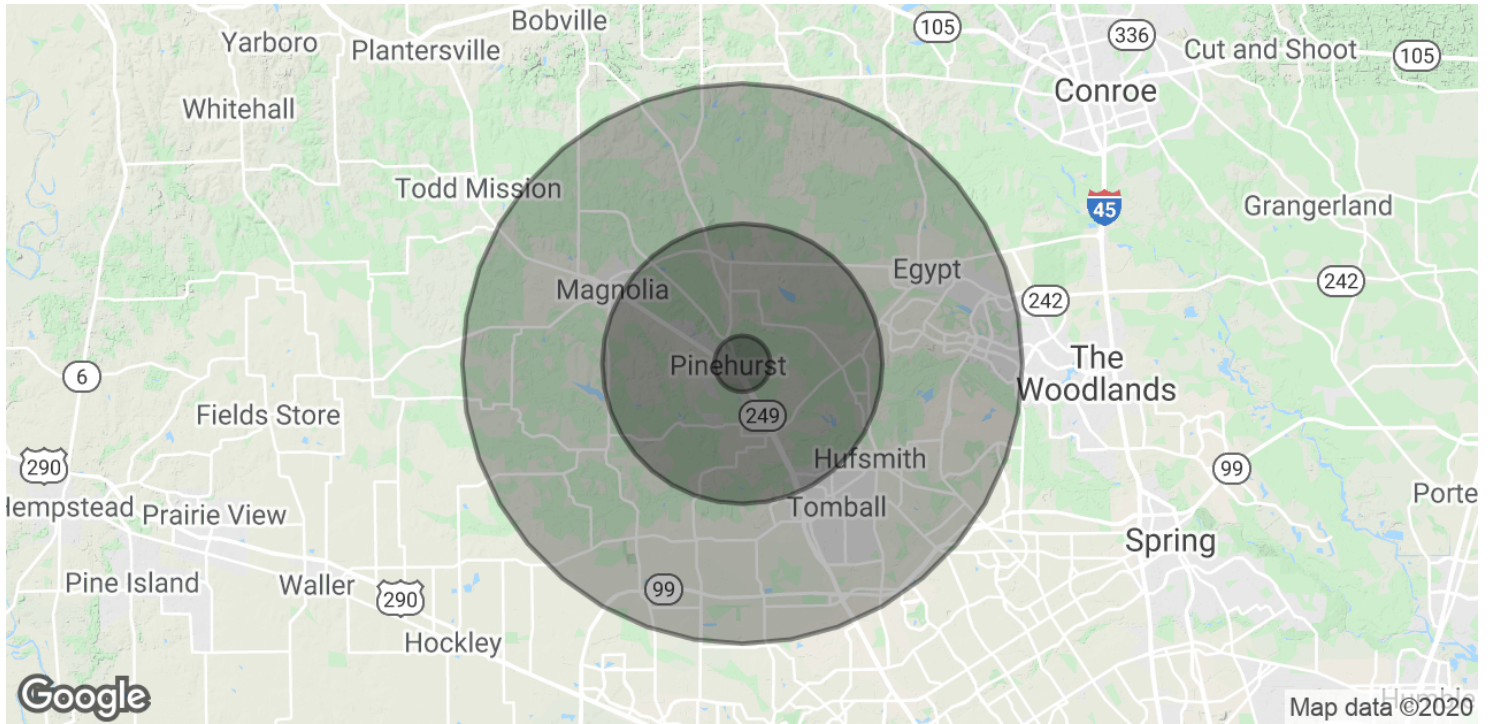 Bobville
105
336
Yarboro
Plantersville
Cut and Shoot
105
Conroe
Whitehall
Todd Mission
45
Grangerland
Egypt
242
Magnolia
242
Pinehurst
The
Woodlands
6
Fields Store
249
290
Hufsmith
99
Hempstead
Prairie View
Tomball
Porte
Spring
Pine Island
Waller
290
99
Hockley
Google
Humble
Map data ©2020